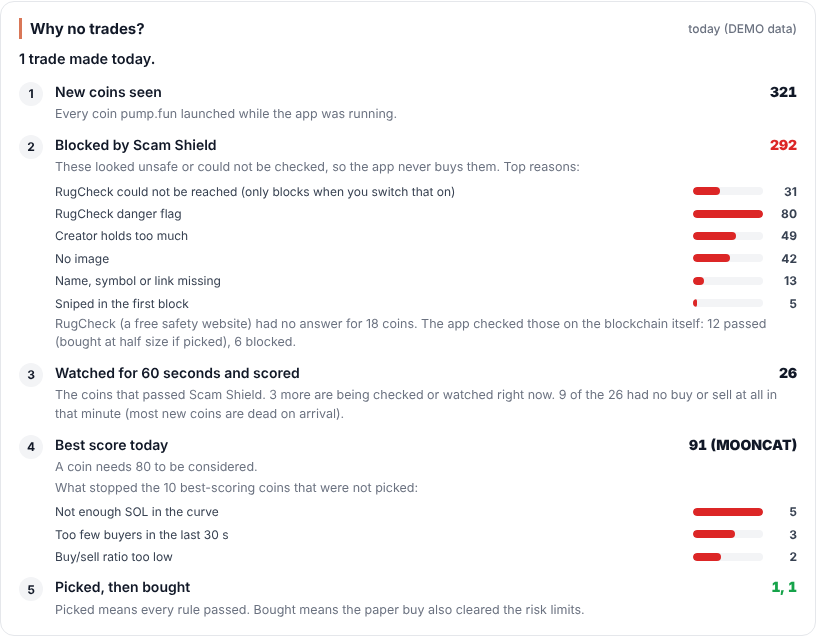 Why no trades?
today (DEMO data)
1 trade made today.
1 New coins seen 321
Every coin pump.fun launched while the app was running.
2 Blocked by Scam Shield 292
These looked unsafe or could not be checked, so the app never buys them. Top reasons:
RugCheck could not be reached (only blocks when you switch that on) 31
RugCheck danger flag 80
Creator holds too much 49
No image 42
Name, symbol or link missing 13
Sniped in the first block 5
RugCheck (a free safety website) had no answer for 18 coins. The app checked those on the blockchain itself: 12 passed
(bought at half size if picked), 6 blocked.
3 Watched for 60 seconds and scored 26
The coins that passed Scam Shield. 3 more are being checked or watched right now. 9 of the 26 had no buy or sell at all in
that minute (most new coins are dead on arrival).
4 Best score today 91 (MOONCAT)
A coin needs 80 to be considered.
What stopped the 10 best-scoring coins that were not picked:
Not enough SOL in the curve 5
Too few buyers in the last 30 s 3
Buy/sell ratio too low 2
5 Picked, then bought 1, 1
Picked means every rule passed. Bought means the paper buy also cleared the risk limits.